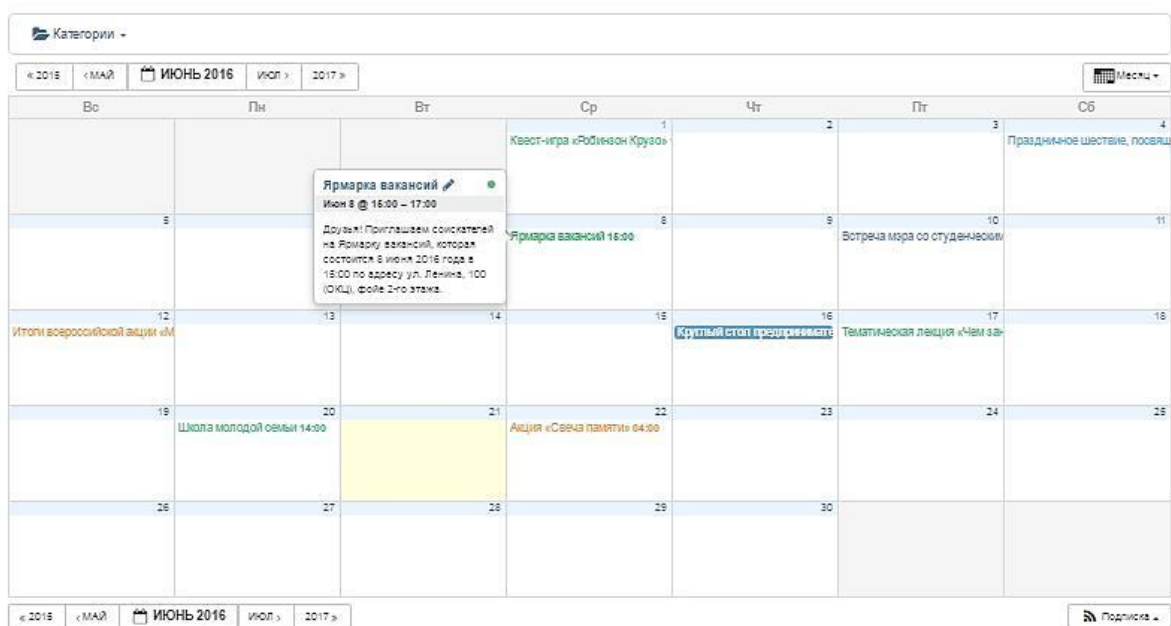 Категории
« 2015 ‹ МАЙ ИЮНЬ 2016 ИЮЛ › 2017 » Месяц
Вс Пн Вт Ср Чт Пт Сб
1 2 3 4
Квест-игра «Робинзон Крузо» Праздничное шествие, посвящ
Ярмарка вакансий
Июн 8 @ 15:00 – 17:00
Друзья! Приглашаем соискателей
на Ярмарку вакансий, которая
состоится 8 июня 2016 года в
15:00 по адресу ул. Ленина, 100
(ОКЦ), фойе 2-го этажа.
5 8 9 10 11
Ярмарка вакансий 15:00 Встреча мэра со студенческим
12 13 14 15 16 17 18
Итоги всероссийской акции «М Круглый стол предпринимате Тематическая лекция «Чем зан
19 20 21 22 23 24 25
Школа молодой семьи 14:00 Акция «Свеча памяти» 04:00
26 27 28 29 30
« 2015 ‹ МАЙ ИЮНЬ 2016 ИЮЛ › 2017 » Подписка